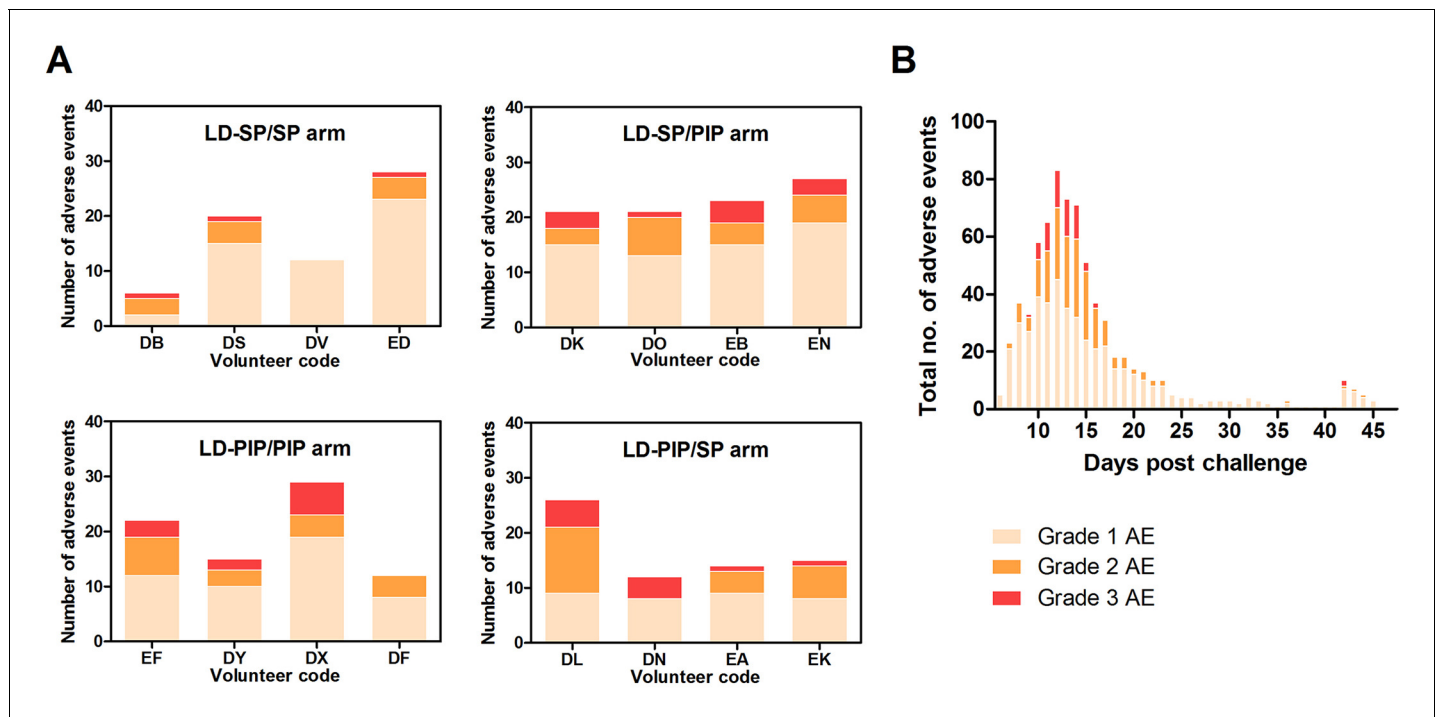 A
Number of adverse events
40
30
20
10
0
LD-SP/SP arm
DB DS DV ED
Volunteer code
Number of adverse events
40
30
20
10
0
LD-SP/PIP arm
DK DO EB EN
Volunteer code
Number of adverse events
40
30
20
10
0
LD-PIP/PIP arm
EF DY DX DF
Volunteer code
Number of adverse events
40
30
20
10
0
LD-PIP/SP arm
DL DN EA EK
Volunteer code
B
Total no. of adverse events
100
80
60
40
20
0
10 15 20 25 30 35 40 45
Days post challenge
Grade 1 AE
Grade 2 AE
Grade 3 AE